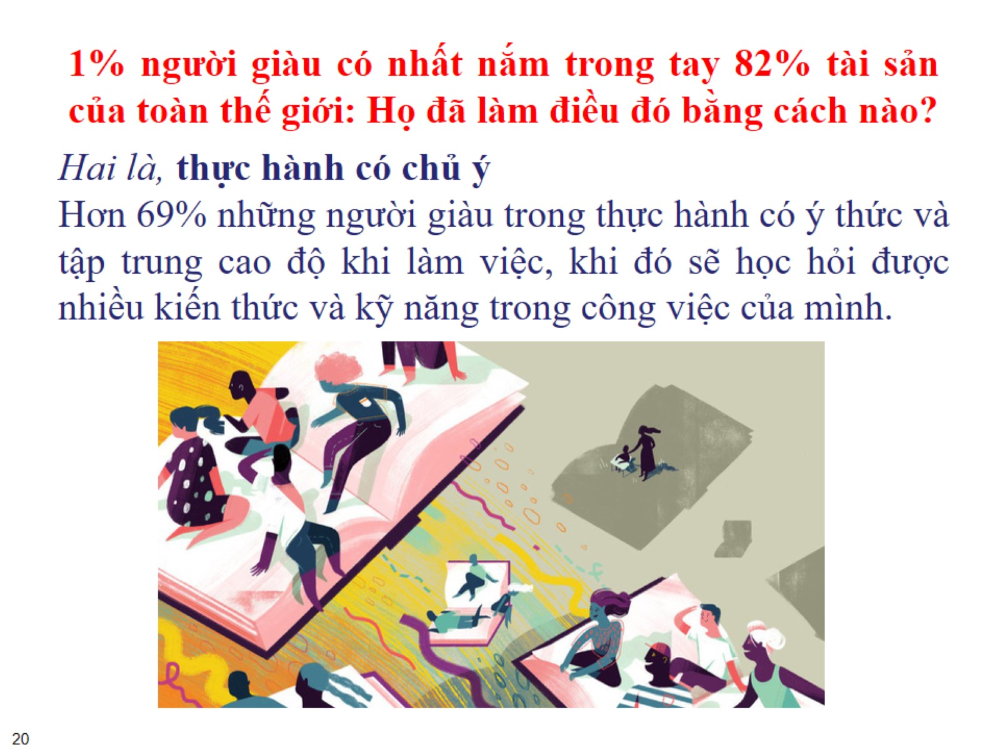 1% người giàu có nhất nắm trong tay 82% tài sản
của toàn thế giới: Họ đã làm điều đó bằng cách nào?
Hai là, thực hành có chủ ý
Hơn 69% những người giàu trong thực hành có ý thức và
tập trung cao độ khi làm việc, khi đó sẽ học hỏi được
nhiều kiến thức và kỹ năng trong công việc của mình.
20